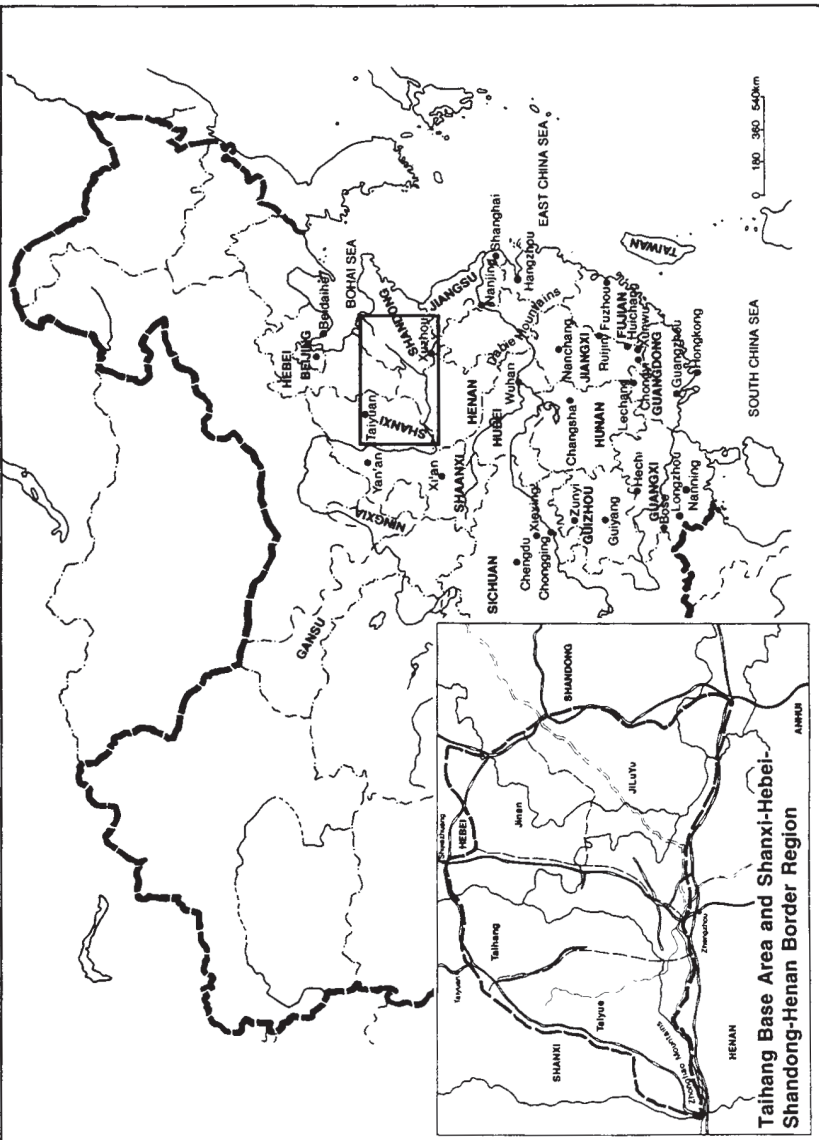 HEBEI
BEIJING
Beidaihe
BOHAI SEA
Taiyuan
SHANXI
SHANDONG
Xuzhou
JIANGSU
Yan'an
Xi'an
NINGXIA
GANSU
SHAANXI
HENAN
HUBEI
Dabie Mountains
Nanjing
Shanghai
Hangzhou
EAST CHINA SEA
Wuhan
SICHUAN
Chengdu
Chongqing
Zunyi
GUIZHOU
Guiyang
Changsha
HUNAN
Nanchang
JIANGXI
Ruijin
Fuzhou
FUJIAN
Huichang
Xunwu
Lechang
GUANGDONG
Guangzhou
Hongkong
TAIWAN
Hechi
GUANGXI
Bose
Longzhou
Nanning
SOUTH CHINA SEA
0 180 360 540km
Taiyuan
HEBEI
Jinan
SHANDONG
Taihang
JiLuYu
SHANXI
Taiyue
Zhongtiao Mountains
Zhengzhou
HENAN
ANHUI
Taihang Base Area and Shanxi-Hebei-
Shandong-Henan Border Region